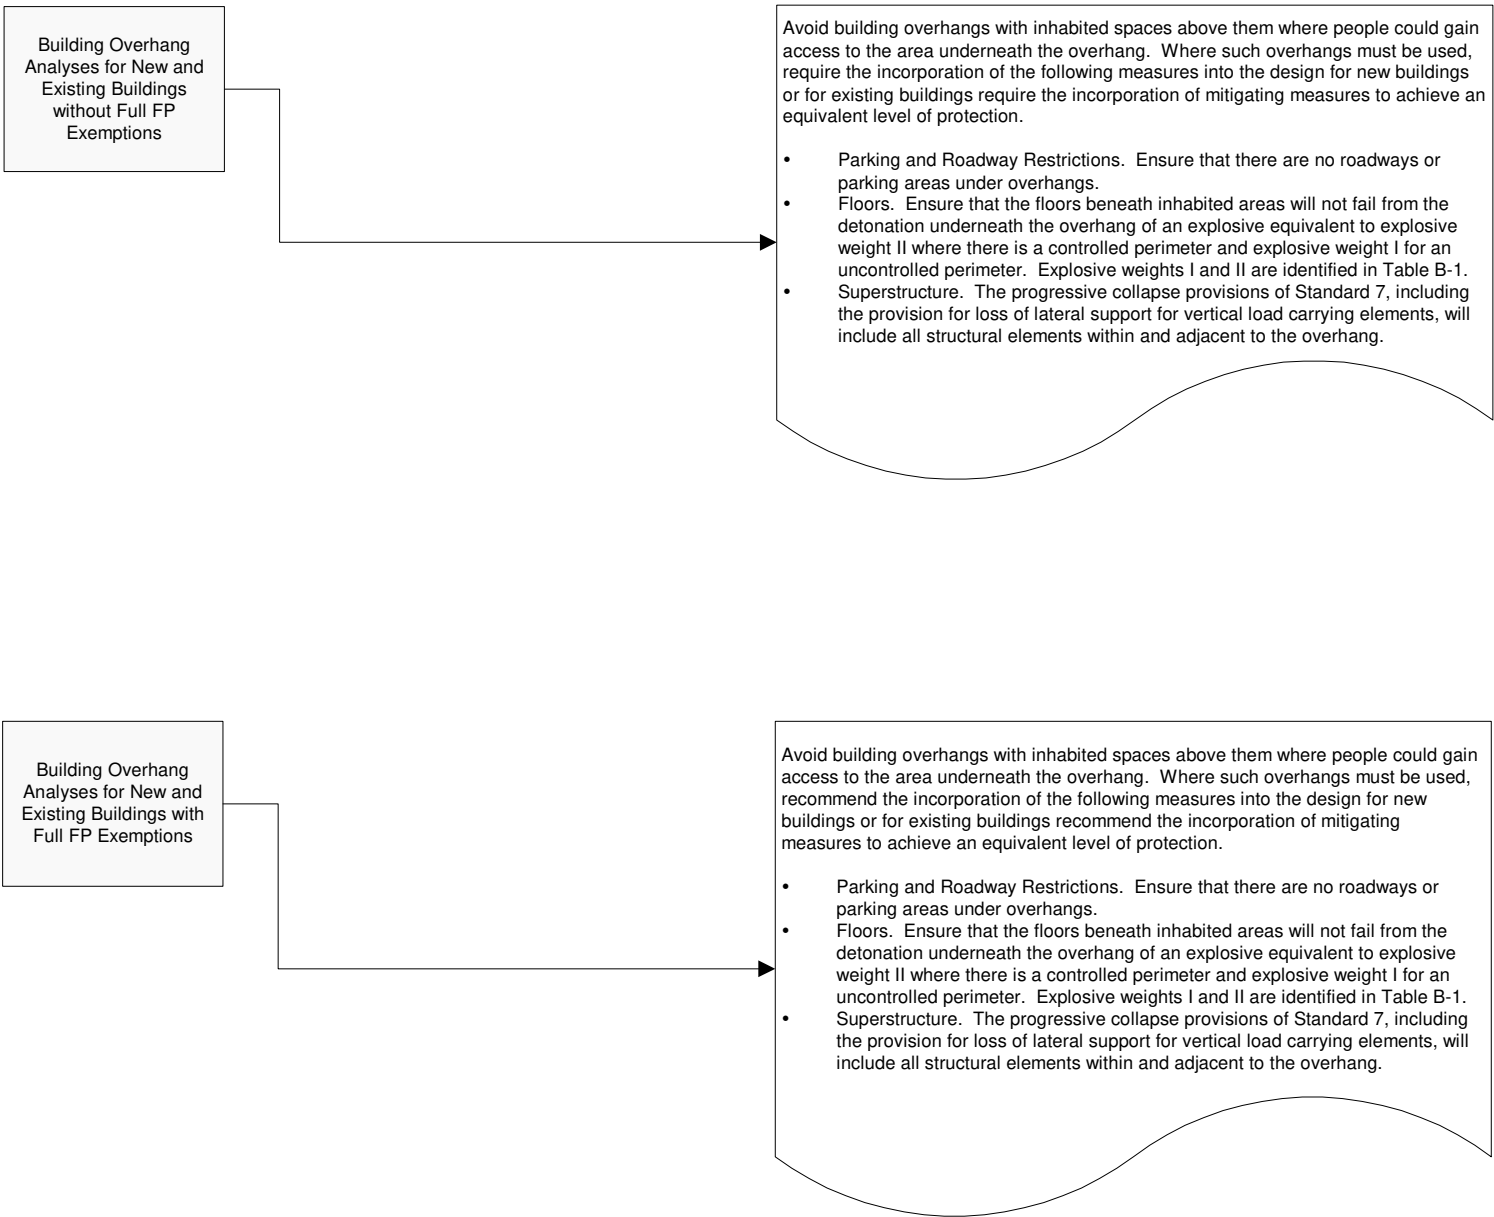 Building Overhang
Analyses for New and
Existing Buildings
without Full FP
Exemptions
Avoid building overhangs with inhabited spaces above them where people could gain
access to the area underneath the overhang.  Where such overhangs must be used,
require the incorporation of the following measures into the design for new buildings
or for existing buildings require the incorporation of mitigating measures to achieve an
equivalent level of protection.
• Parking and Roadway Restrictions.  Ensure that there are no roadways or
parking areas under overhangs.
• Floors.  Ensure that the floors beneath inhabited areas will not fail from the
detonation underneath the overhang of an explosive equivalent to explosive
weight II where there is a controlled perimeter and explosive weight I for an
uncontrolled perimeter.  Explosive weights I and II are identified in Table B-1.
• Superstructure.  The progressive collapse provisions of Standard 7, including
the provision for loss of lateral support for vertical load carrying elements, will
include all structural elements within and adjacent to the overhang.
Building Overhang
Analyses for New and
Existing Buildings with
Full FP Exemptions
Avoid building overhangs with inhabited spaces above them where people could gain
access to the area underneath the overhang.  Where such overhangs must be used,
recommend the incorporation of the following measures into the design for new
buildings or for existing buildings recommend the incorporation of mitigating
measures to achieve an equivalent level of protection.
• Parking and Roadway Restrictions.  Ensure that there are no roadways or
parking areas under overhangs.
• Floors.  Ensure that the floors beneath inhabited areas will not fail from the
detonation underneath the overhang of an explosive equivalent to explosive
weight II where there is a controlled perimeter and explosive weight I for an
uncontrolled perimeter.  Explosive weights I and II are identified in Table B-1.
• Superstructure.  The progressive collapse provisions of Standard 7, including
the provision for loss of lateral support for vertical load carrying elements, will
include all structural elements within and adjacent to the overhang.